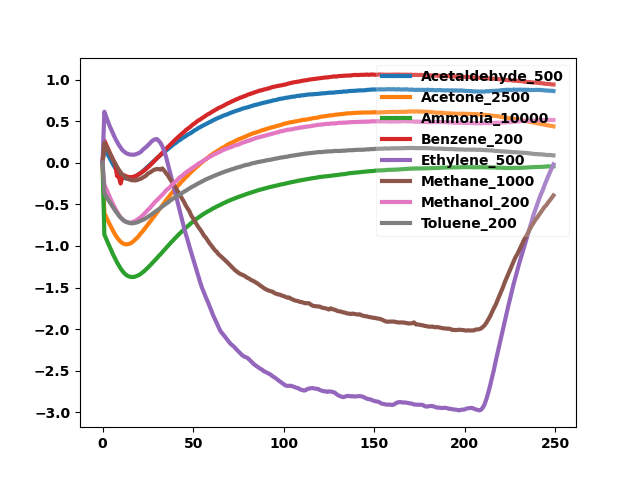 1.0
0.5
0.0
−0.5
−1.0
−1.5
−2.0
−2.5
−3.0
0 50 100 150 200 250
Acetaldehyde_500
Acetone_2500
Ammonia_10000
Benzene_200
Ethylene_500
Methane_1000
Methanol_200
Toluene_200